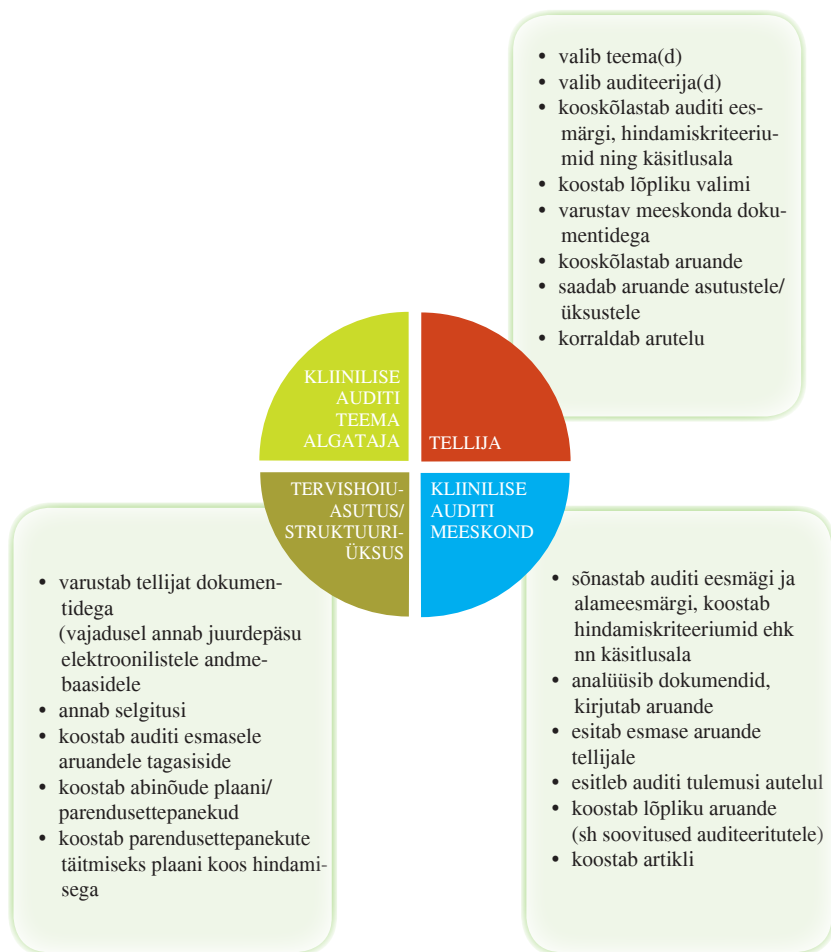 • valib teema(d)
• valib auditeerija(d)
• kooskõlastab auditi ees-
märgi, hindamiskriteeriu-
mid ning käsitlusala
• koostab lõpliku valimi
• varustav meeskonda doku-
mentidega
• kooskõlastab aruande
• saadab aruande asutustele/
üksustele
• korraldab arutelu
KLIINILISE
AUDITI
TEEMA
ALGATAJA
TELLIJA
TERVISHOIU-
ASUTUS/
STRUKTUURI-
ÜKSUS
KLIINILISE
AUDITI
MEESKOND
• varustab tellijat dokumen-
tidega
(vajadusel annab juurdepäsu
elektroonilistele andme-
baasidele
• annab selgitusi
• koostab auditi esmasele
aruandele tagasiside
• koostab abinõude plaani/
parendusettepanekud
• koostab parendusettepanekute
täitmiseks plaani koos hindami-
sega
• sõnastab auditi eesmägi ja
alameesmärgi, koostab
hindamiskriteeriumid ehk
nn käsitlusala
• analüüsib dokumendid,
kirjutab aruande
• esitab esmase aruande
tellijale
• esitleb auditi tulemusi autelul
• koostab lõpliku aruande
(sh soovitused auditeeritutele)
• koostab artikli